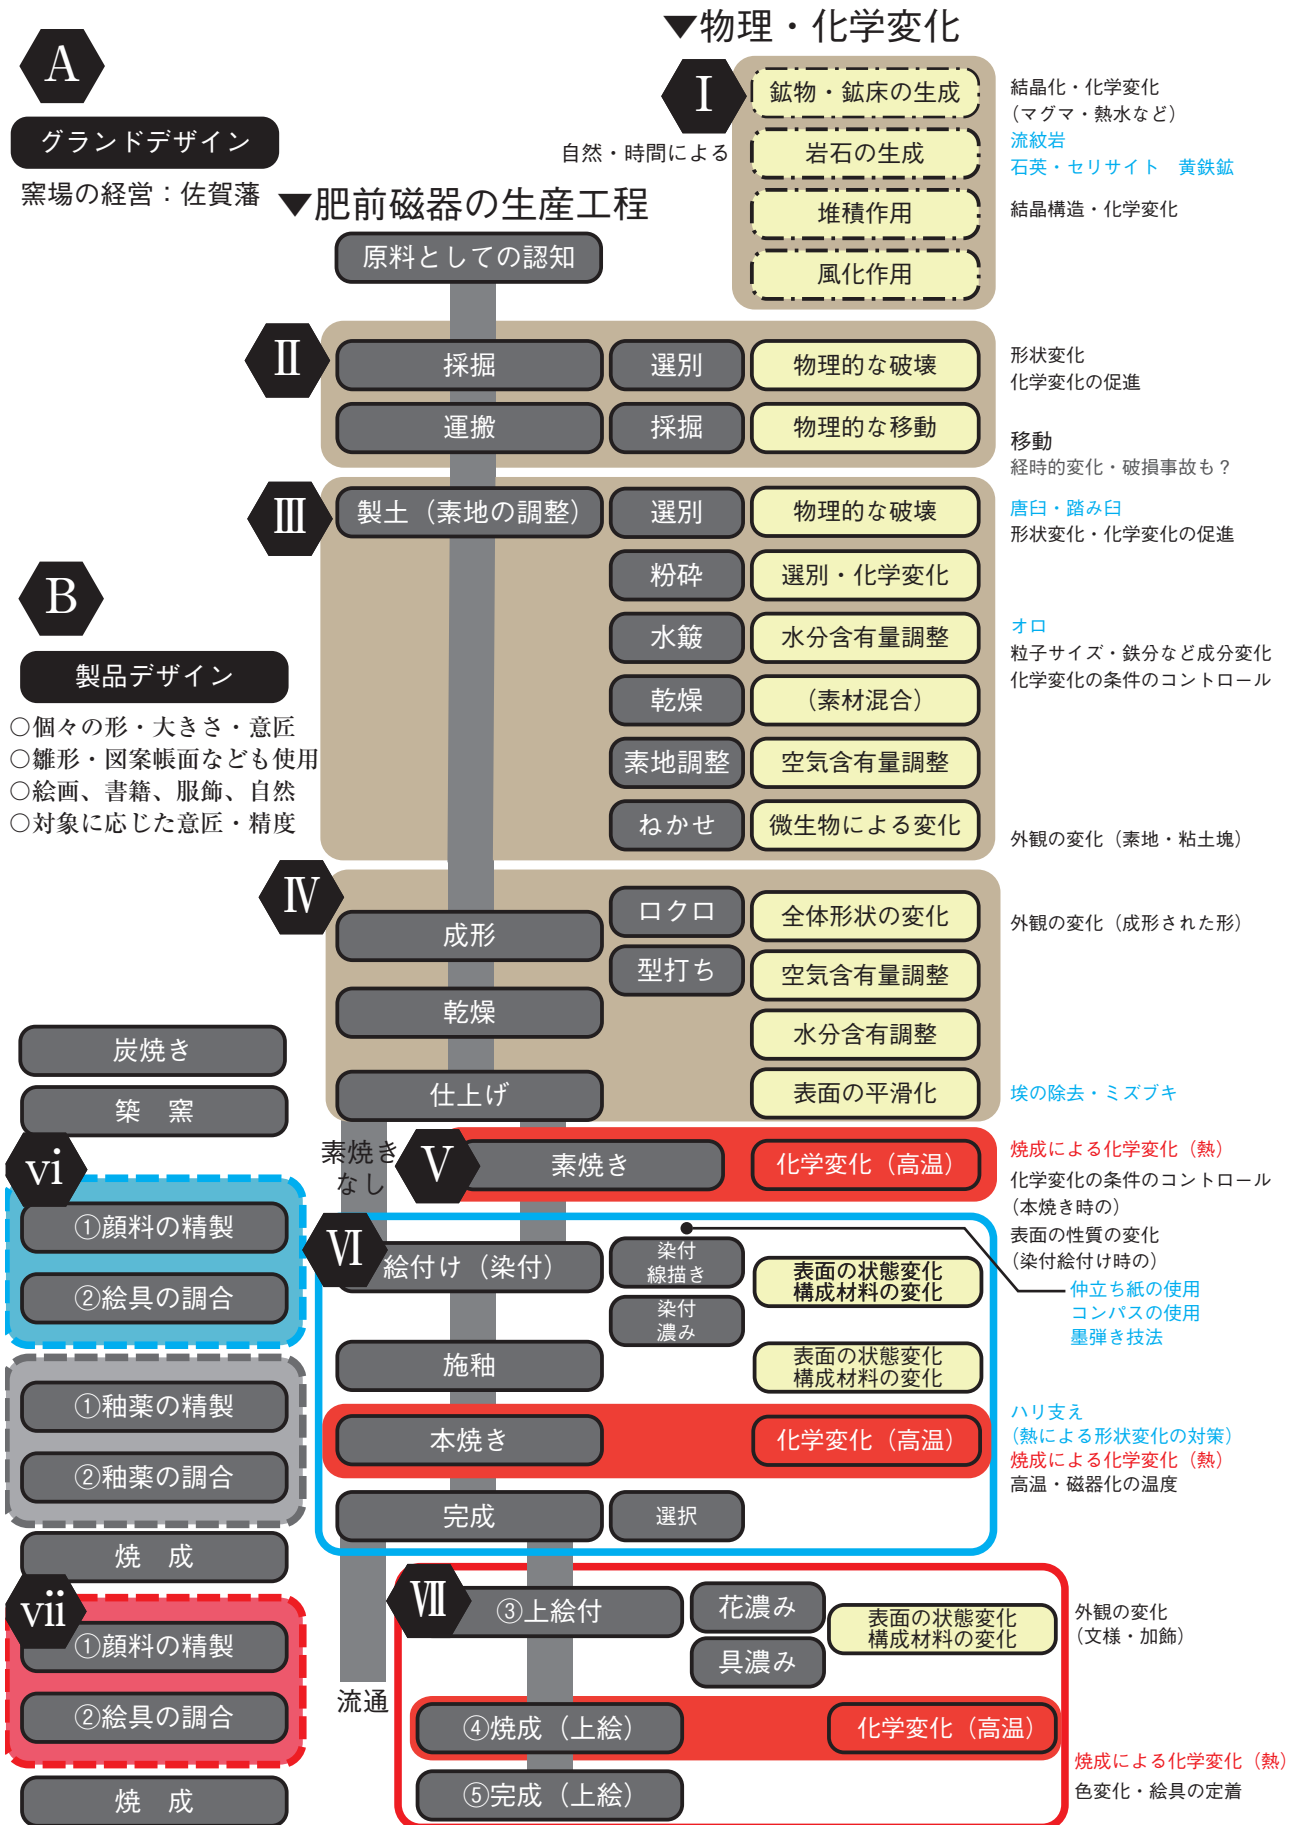 ▼物理・化学変化
A
グランドデザイン
窯場の経営：佐賀藩
I
自然・時間による
鉱物・鉱床の生成
岩石の生成
堆積作用
風化作用
結晶化・化学変化
（マグマ・熱水など）
流紋岩
石英・セリサイト　黄鉄鉱
結晶構造・化学変化
▼肥前磁器の生産工程
原料としての認知
II
採掘
選別
物理的な破壊
形状変化
化学変化の促進
運搬
採掘
物理的な移動
移動
経時的変化・破損事故も？
III
製土（素地の調整）
選別
物理的な破壊
唐臼・踏み臼
形状変化・化学変化の促進
粉砕
選別・化学変化
水簸
水分含有量調整
オロ
粒子サイズ・鉄分など成分変化
化学変化の条件のコントロール
乾燥
（素材混合）
素地調整
空気含有量調整
ねかせ
微生物による変化
外観の変化（素地・粘土塊）
B
製品デザイン
○個々の形・大きさ・意匠
○雛形・図案帳面なども使用
○絵画、書籍、服飾、自然
○対象に応じた意匠・精度
IV
成形
ロクロ
型打ち
全体形状の変化
空気含有量調整
外観の変化（成形された形）
乾燥
水分含有調整
仕上げ
表面の平滑化
埃の除去・ミズブキ
炭焼き
築　窯
素焼き
なし
V
素焼き
化学変化（高温）
焼成による化学変化（熱）
化学変化の条件のコントロール
（本焼き時の）
表面の性質の変化
（染付絵付け時の）
vi
①顔料の精製
②絵具の調合
VI
絵付け（染付）
染付
線描き
染付
濃み
表面の状態変化
構成材料の変化
仲立ち紙の使用
コンパスの使用
墨弾き技法
施釉
表面の状態変化
構成材料の変化
①釉薬の精製
②釉薬の調合
本焼き
化学変化（高温）
ハリ支え
（熱による形状変化の対策）
焼成による化学変化（熱）
高温・磁器化の温度
完成
選択
焼　成
vii
①顔料の精製
②絵具の調合
焼　成
流通
VII
③上絵付
花濃み
具濃み
表面の状態変化
構成材料の変化
外観の変化
（文様・加飾）
④焼成（上絵）
化学変化（高温）
焼成による化学変化（熱）
色変化・絵具の定着
⑤完成（上絵）